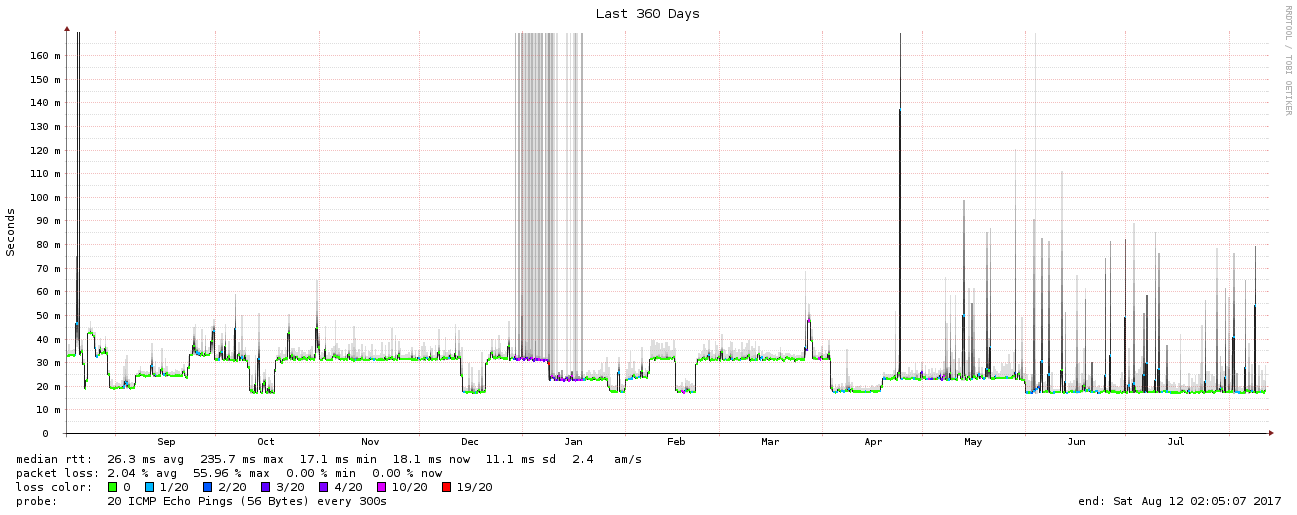 Last 360 Days
RRDTOOL / TOBI OETIKER
Seconds
160 m
150 m
140 m
130 m
120 m
110 m
100 m
90 m
80 m
70 m
60 m
50 m
40 m
30 m
20 m
10 m
0
Sep Oct Nov Dec Jan Feb Mar Apr May Jun Jul
median rtt: 26.3 ms avg 235.7 ms max 17.1 ms min 18.1 ms now 11.1 ms sd 2.4 am/s
packet loss: 2.04 % avg 55.96 % max 0.00 % min 0.00 % now
loss color: 0 1/20 2/20 3/20 4/20 10/20 19/20
probe: 20 ICMP Echo Pings (56 Bytes) every 300s end: Sat Aug 12 02:05:07 2017